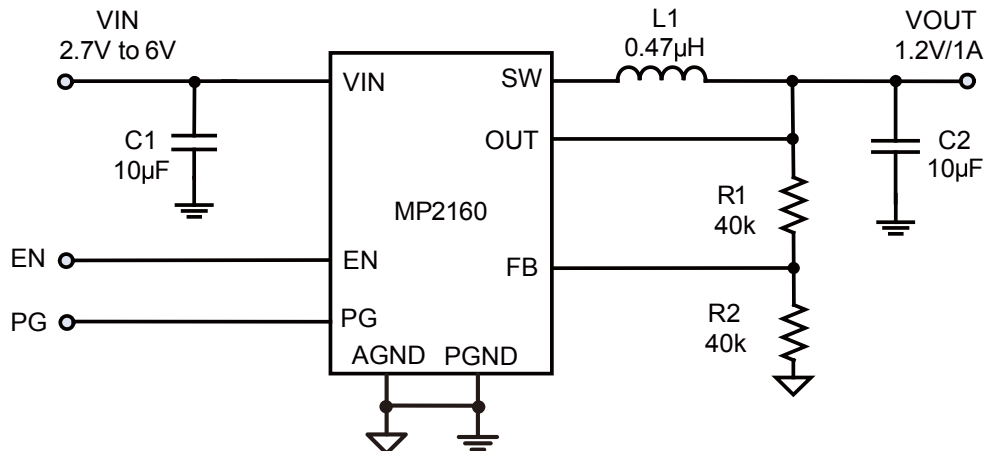 VIN
2.7V to 6V
L1
0.47µH
VOUT
1.2V/1A
VIN
SW
C1
10µF
OUT
C2
10µF
MP2160
R1
40k
EN
EN
FB
PG
PG
R2
40k
AGND PGND